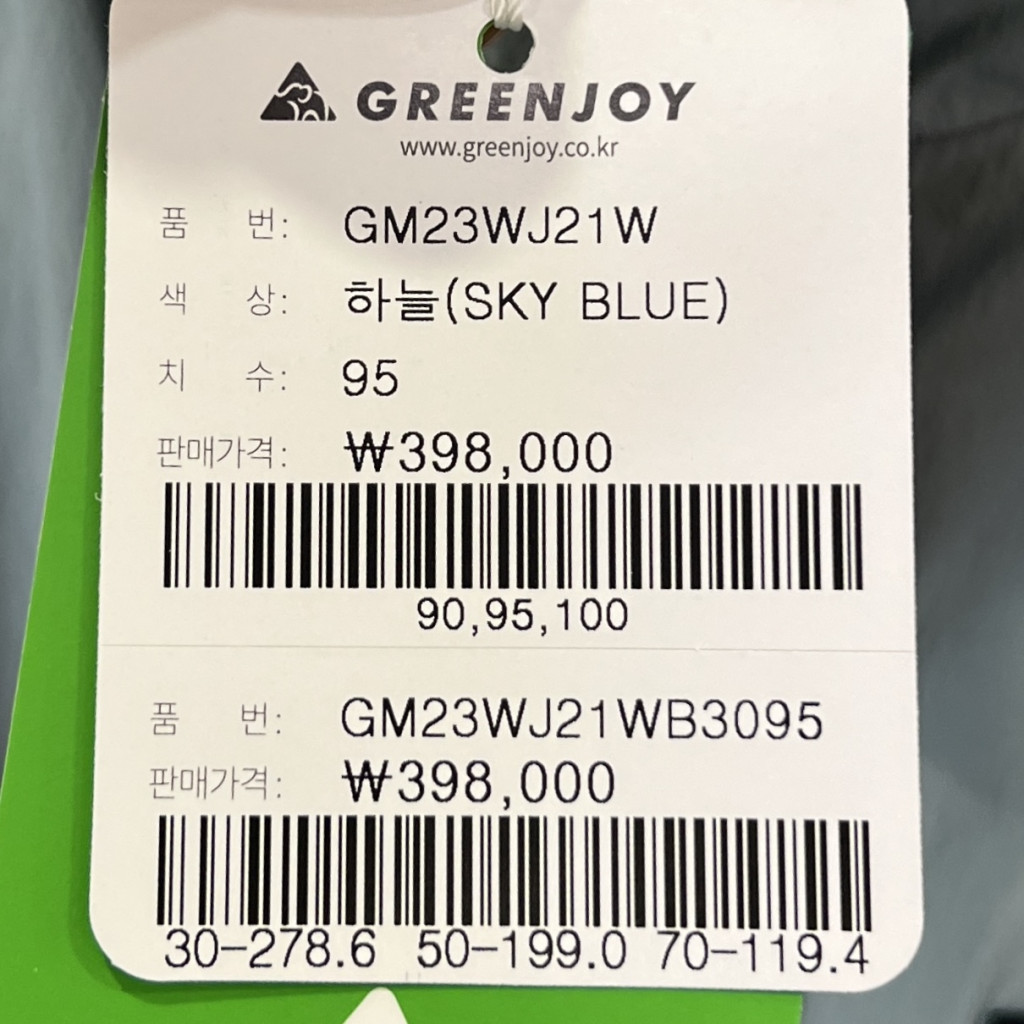 GREENJOY
www.greenjoy.co.kr
품 번: GM23WJ21W
색 상: 하늘(SKY BLUE)
치 수: 95
판매가격: ₩398,000
90,95,100
품 번: GM23WJ21WB3095
판매가격: ₩398,000
30-278.6 50-199.0 70-119.4